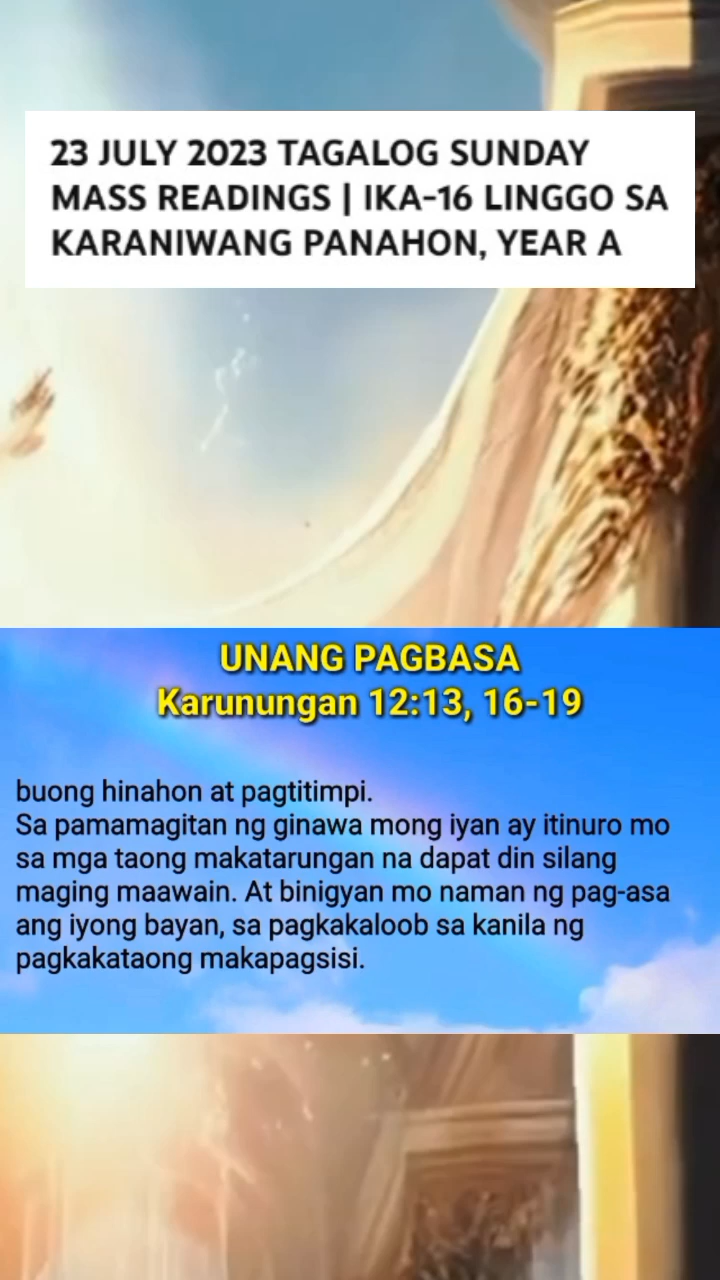 23 JULY 2023 TAGALOG SUNDAY
MASS READINGS | IKA-16 LINGGO SA
KARANIWANG PANAHON, YEAR A
UNANG PAGBASA
Karunungan 12:13, 16-19
buong hinahon at pagtitimpi.
Sa pamamagitan ng ginawa mong iyan ay itinuro mo
sa mga taong makatarungan na dapat din silang
maging maawain. At binigyan mo naman ng pag-asa
ang iyong bayan, sa pagkakaloob sa kanila ng
pagkakataong makapagsisi.